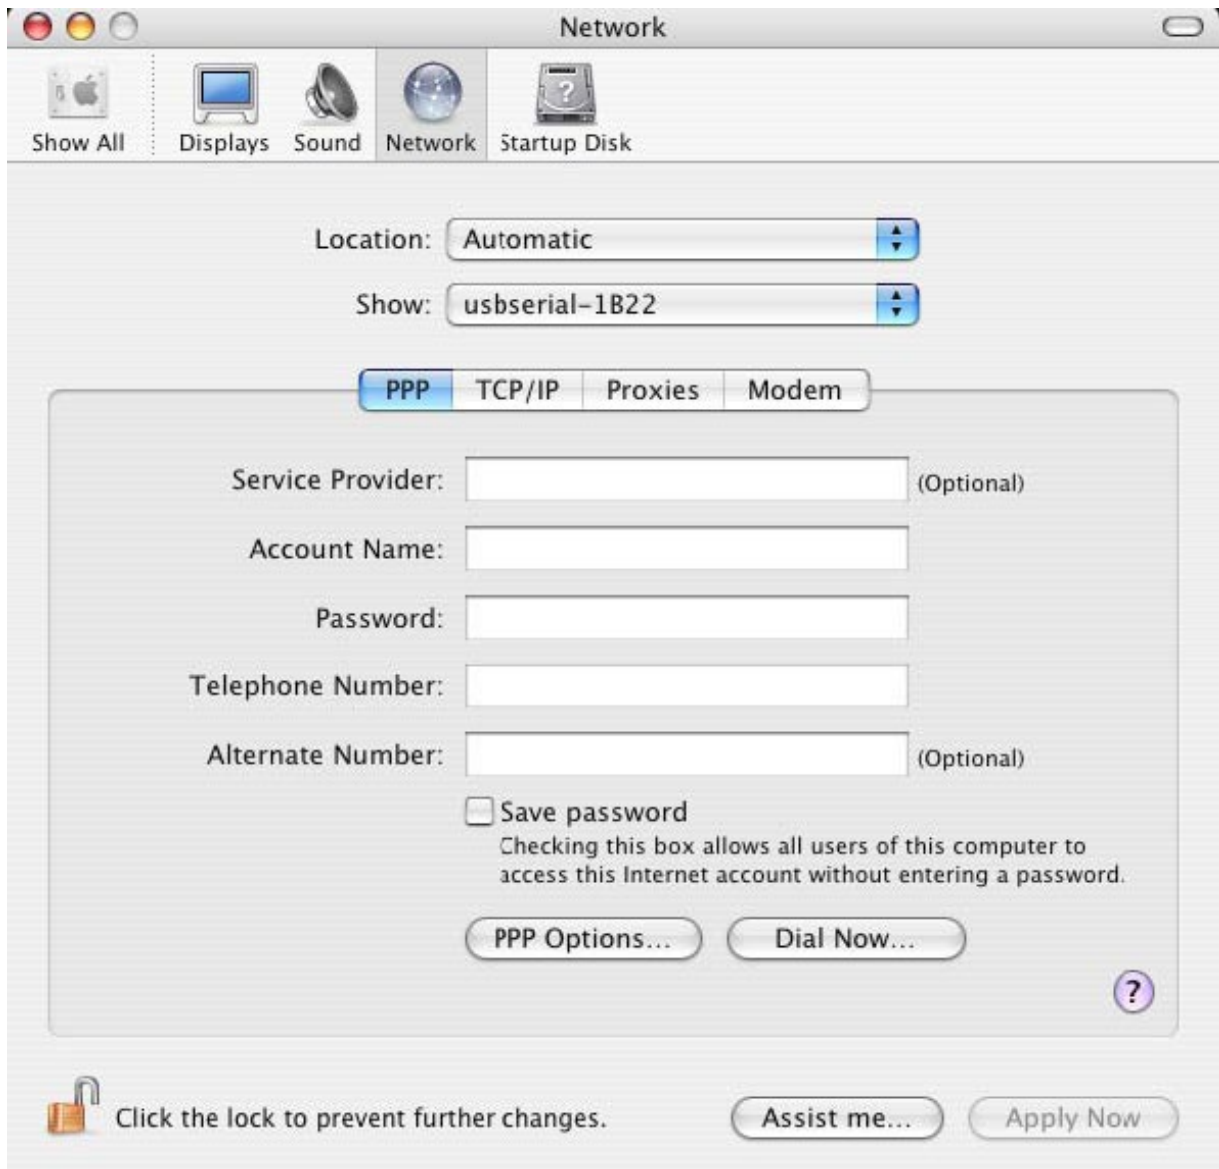 Network
Show All
Displays
Sound
Network
Startup Disk
Location: Automatic
Show: usbserial-1B22
PPP
TCP/IP
Proxies
Modem
Service Provider: (Optional)
Account Name:
Password:
Telephone Number:
Alternate Number: (Optional)
Save password
Checking this box allows all users of this computer to
access this Internet account without entering a password.
PPP Options...
Dial Now...
?
Click the lock to prevent further changes.
Assist me...
Apply Now